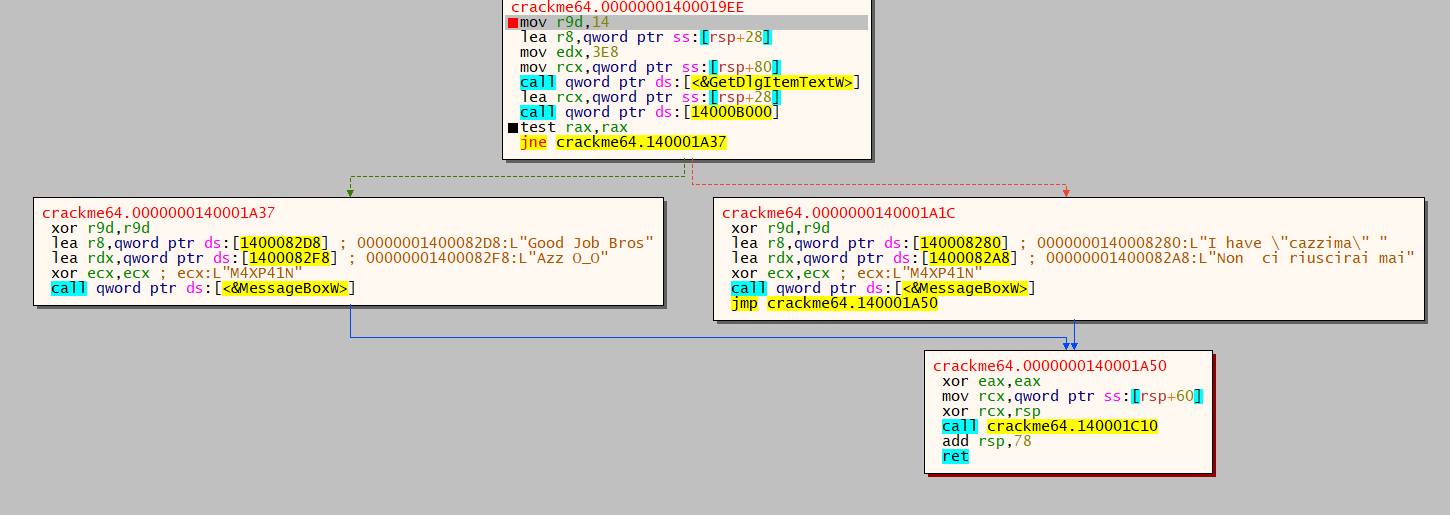 crackme64.00000001400019EE
mov r9d,14
lea r8,qword ptr ss:[rsp+28]
mov edx,3E8
mov rcx,qword ptr ss:[rsp+80]
call qword ptr ds:[<&GetDlgItemTextW>]
lea rcx,qword ptr ss:[rsp+28]
call qword ptr ds:[14000B000]
test rax,rax
jne crackme64.140001A37
crackme64.0000000140001A37
xor r9d,r9d
lea r8,qword ptr ds:[1400082D8] ; 00000001400082D8:L"Good Job Bros"
lea rdx,qword ptr ds:[1400082F8] ; 00000001400082F8:L"Azz O_O"
xor ecx,ecx ; ecx:L"M4XP41N"
call qword ptr ds:[<&MessageBoxW>]
crackme64.0000000140001A1C
xor r9d,r9d
lea r8,qword ptr ds:[140008280] ; 0000000140008280:L"I have \"cazzima\" "
lea rdx,qword ptr ds:[1400082A8] ; 00000001400082A8:L"Non  ci riuscirai mai"
xor ecx,ecx ; ecx:L"M4XP41N"
call qword ptr ds:[<&MessageBoxW>]
jmp crackme64.140001A50
crackme64.0000000140001A50
xor eax,eax
mov rcx,qword ptr ss:[rsp+60]
xor rcx,rsp
call crackme64.140001C10
add rsp,78
ret